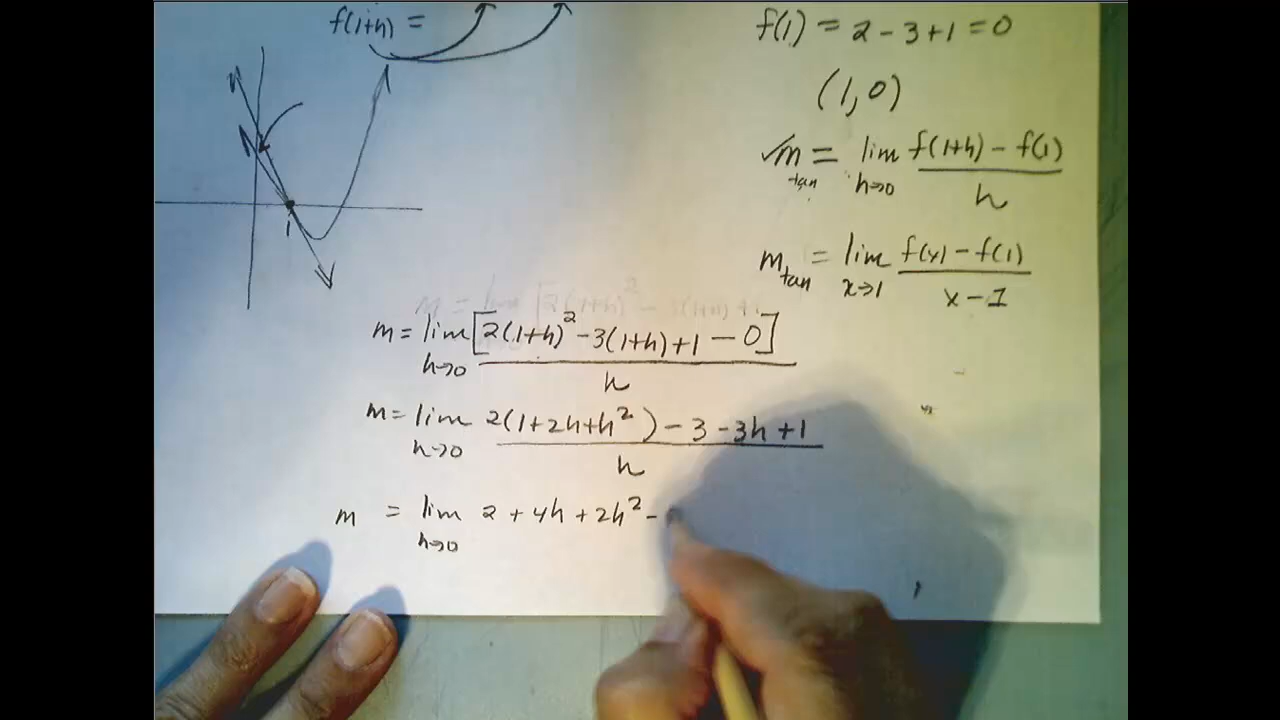 f(1+h) =
f(1) = 2 - 3 + 1 = 0
(1, 0)
✓m tan = lim h→0 f(1+h) - f(1) / h
m tan = lim x→1 f(x) - f(1) / x - 1
1
m = lim h→0 [2(1+h)² - 3(1+h) + 1 - 0] / h
m = lim h→0 2(1+2h+h²) - 3 - 3h + 1 / h
m = lim h→0 2 + 4h + 2h² -